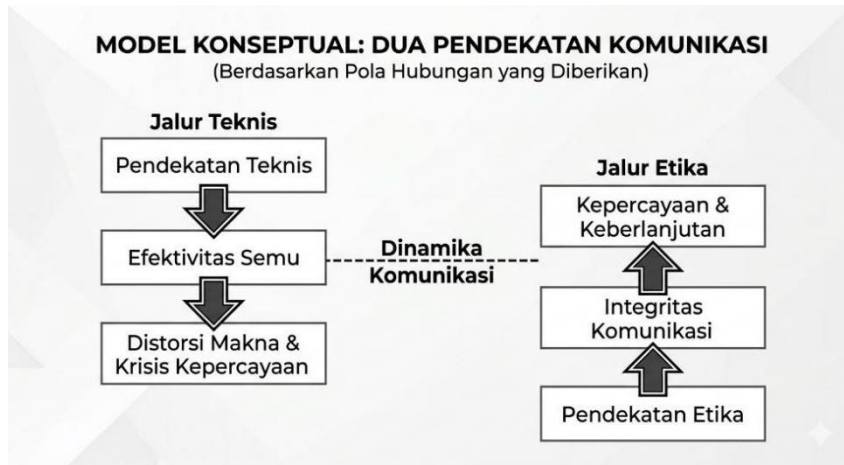 MODEL KONSEPTUAL: DUA PENDEKATAN KOMUNIKASI
(Berdasarkan Pola Hubungan yang Diberikan)
Jalur Teknis
Pendekatan Teknis
Efektivitas Semu
Distorsi Makna &
Krisis Kepercayaan
Dinamika
Komunikasi
Jalur Etika
Kepercayaan &
Keberlanjutan
Integritas
Komunikasi
Pendekatan Etika